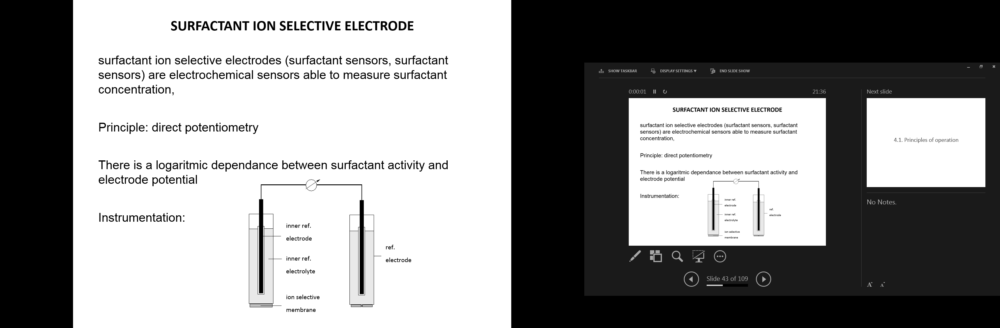 SURFACTANT ION SELECTIVE ELECTRODE
surfactant ion selective electrodes (surfactant sensors, surfactant
sensors) are electrochemical sensors able to measure surfactant
concentration,
Principle: direct potentiometry
There is a logaritmic dependance between surfactant activity and
electrode potential
Instrumentation:
inner ref.
electrode
inner ref.
electrolyte
ion selective
membrane
ref.
electrode
SHOW TASKBAR
DISPLAY SETTINGS ▼
END SLIDE SHOW
0:00:01
21:36
SURFACTANT ION SELECTIVE ELECTRODE
surfactant ion selective electrodes (surfactant sensors, surfactant
sensors) are electrochemical sensors able to measure surfactant
concentration,
Principle: direct potentiometry
There is a logaritmic dependance between surfactant activity and
electrode potential
Instrumentation:
inner ref.
electrode
inner ref.
electrolyte
ion selective
membrane
ref.
electrode
Slide 43 of 109
Next slide
4.1. Principles of operation
No Notes.
A A